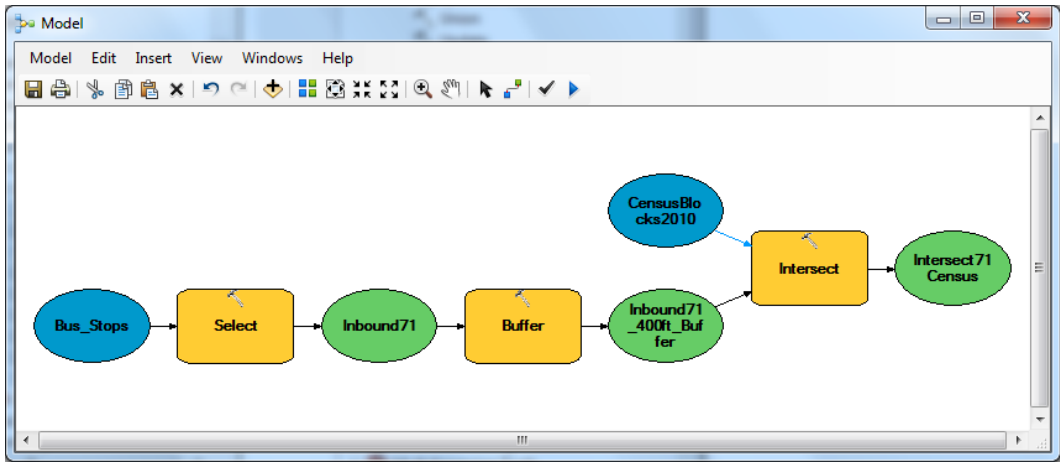 Model
Model Edit Insert View Windows Help
CensusBlo
cks2010
Intersect
Intersect71
Census
Bus_Stops
Select
Inbound71
Buffer
Inbound71
_400ft_Buf
fer